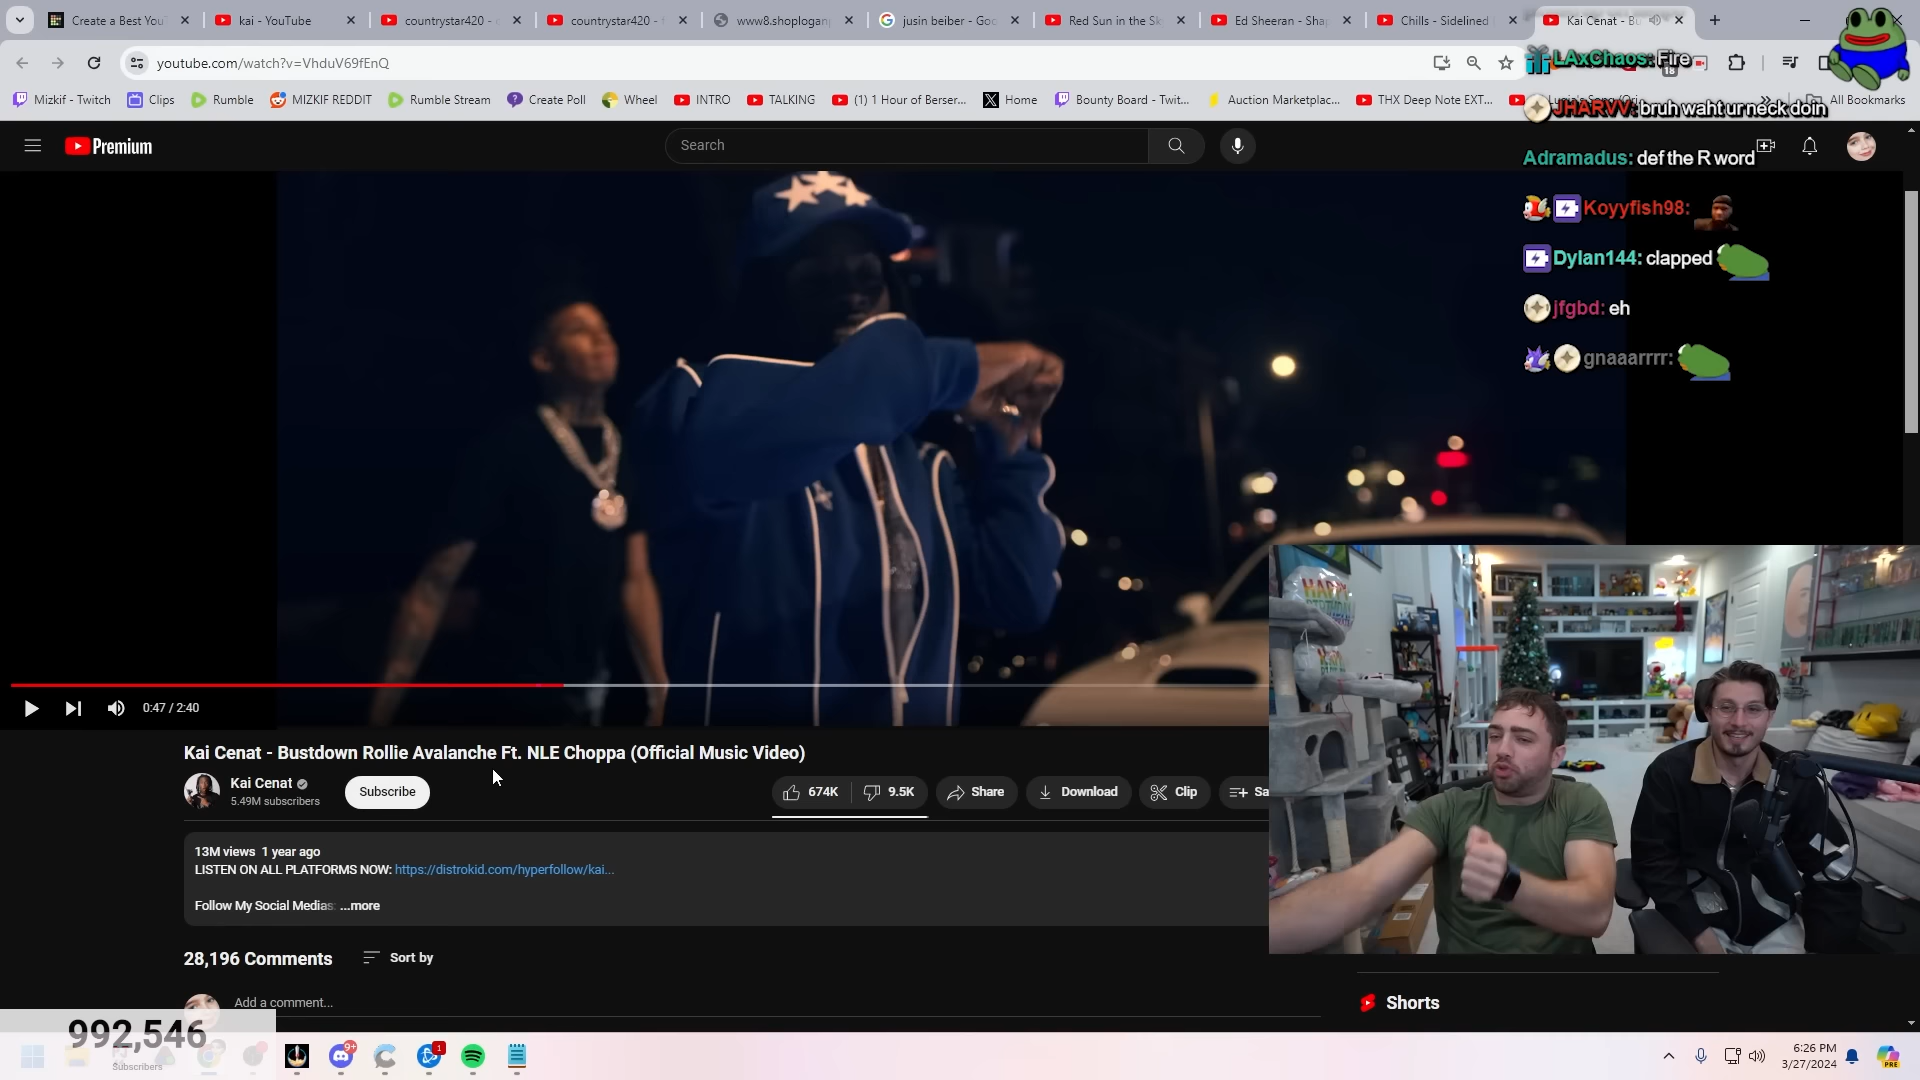 Create a Best You
kai - YouTube
countrystar420 -
countrystar420 -
www8.shoplogan
jusin beiber - Goo
Red Sun in the Sk
Ed Sheeran - Sha
Chills - Sidelined
Kai Cenat - Bu
youtube.com/watch?v=VhduV69fEnQ
18
Mizkif - Twitch
Clips
Rumble
MIZKIF REDDIT
Rumble Stream
Create Poll
Wheel
INTRO
TALKING
(1) 1 Hour of Berser...
Home
Bounty Board - Twit...
Auction Marketplac...
THX Deep Note EXT...
All Bookmarks
LAxChaos: Fire
JHARVV: bruh waht ur neck doin
Adramadus: def the R word
Koyyfish98:
Dylan144: clapped
jfgbd: eh
gnaaarrrr:
Premium
Search
0:47 / 2:40
Kai Cenat - Bustdown Rollie Avalanche Ft. NLE Choppa (Official Music Video)
Kai Cenat
5.49M subscribers
Subscribe
674K
9.5K
Share
Download
Clip
Sa
13M views 1 year ago
LISTEN ON ALL PLATFORMS NOW: https://distrokid.com/hyperfollow/kai...
Follow My Social Medias: ...more
28,196 Comments
Sort by
Add a comment...
Shorts
992,546
Subscribers
9+
1
6:26 PM
3/27/2024
PRE